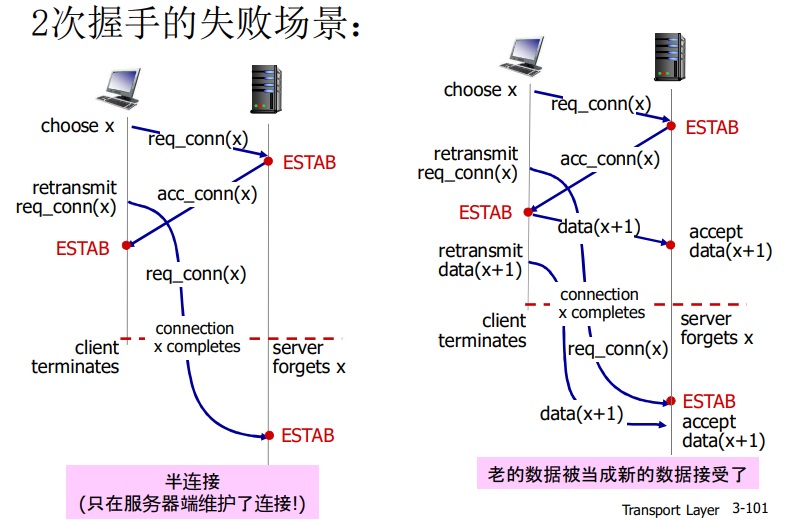 2次握手的失败场景：
choose x
req_conn(x)
ESTAB
retransmit
req_conn(x)
acc_conn(x)
ESTAB
req_conn(x)
connection
x completes
client
terminates
server
forgets x
ESTAB
半连接
(只在服务器端维护了连接!)
choose x
req_conn(x)
ESTAB
retransmit
req_conn(x)
acc_conn(x)
ESTAB
data(x+1)
accept
data(x+1)
retransmit
data(x+1)
connection
x completes
client
terminates
server
forgets x
req_conn(x)
ESTAB
data(x+1)
accept
data(x+1)
老的数据被当成新的数据接受了
Transport Layer 3-101